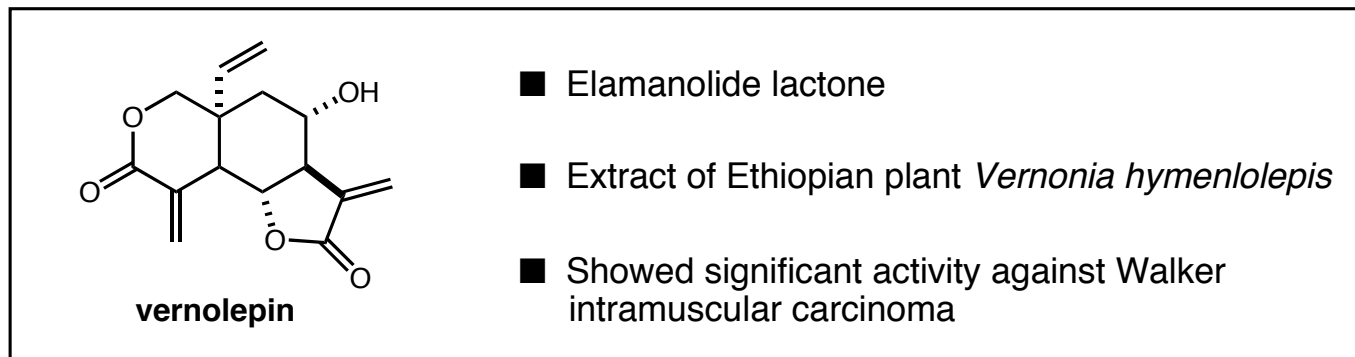 OH
O
O
O
O
vernolepin
■ Elamanolide lactone
■ Extract of Ethiopian plant Vernonia hymenlolepis
■ Showed significant activity against Walker
intramuscular carcinoma